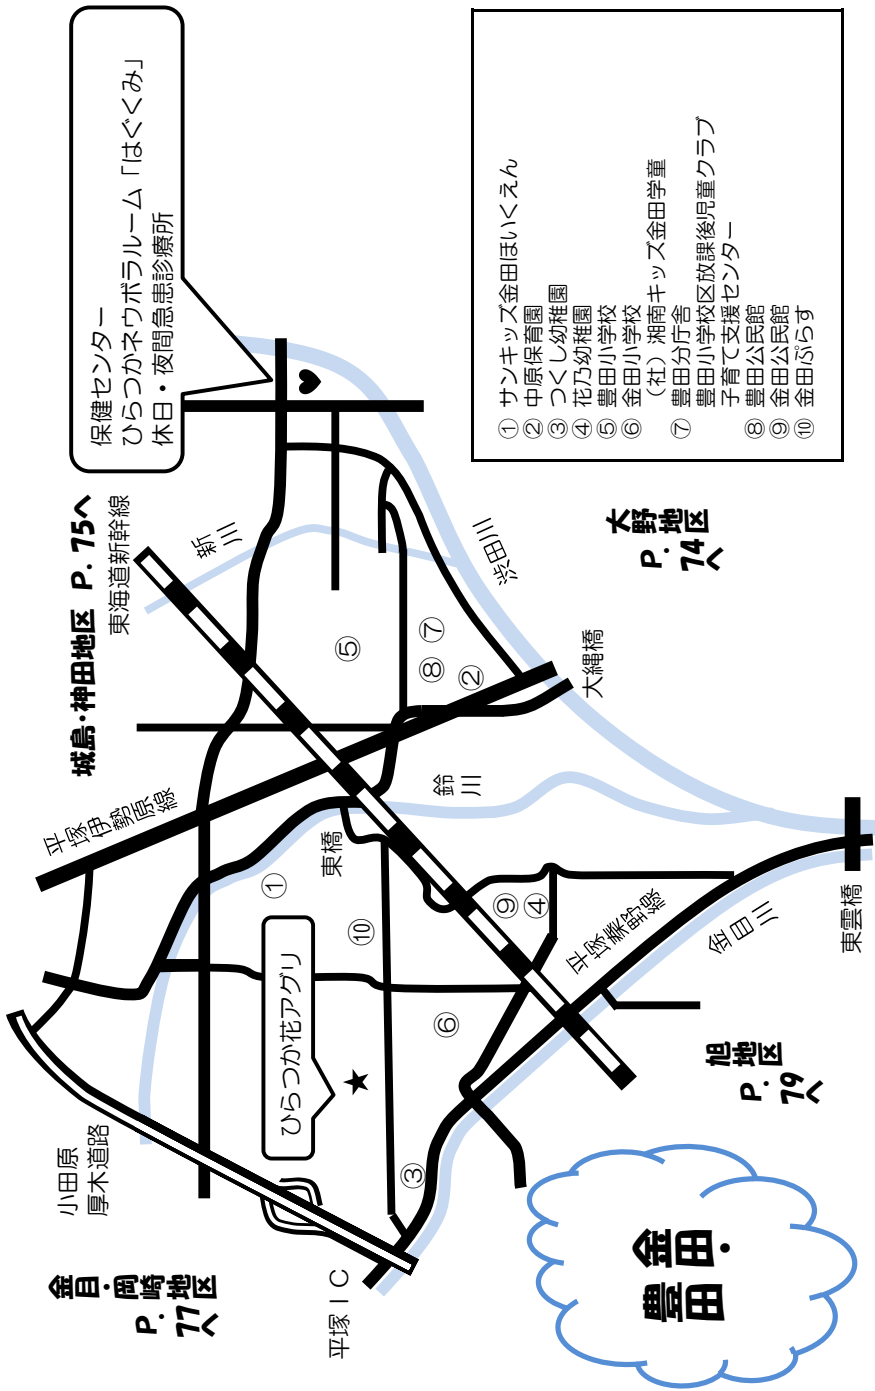 金田・
豊田
金目・岡崎地区
P. 77へ
小田原
厚木道路
平塚IC
平塚伊勢原線
城島・神田地区 P. 75へ
東海道新幹線
新川
保健センター
ひらつかネウボラルーム「はぐくみ」
休日・夜間急患診療所
ひらつか花アグリ
★
①
⑩
東橋
鈴川
⑤
⑧ ⑦
②
渋田川
大縄橋
⑨
④
⑥
③
平塚秦野線
金目川
東雲橋
旭地区
P. 79へ
大野地区
P. 74へ
① サンキッズ金田ほいくえん
② 中原保育園
③ つくし幼稚園
④ 花乃幼稚園
⑤ 豊田小学校
⑥ 金田小学校
(社)湘南キッズ金田学童
⑦ 豊田分庁舎
豊田小学校区放課後児童クラブ
子育て支援センター
⑧ 豊田公民館
⑨ 金田公民館
⑩ 金田ぷらす